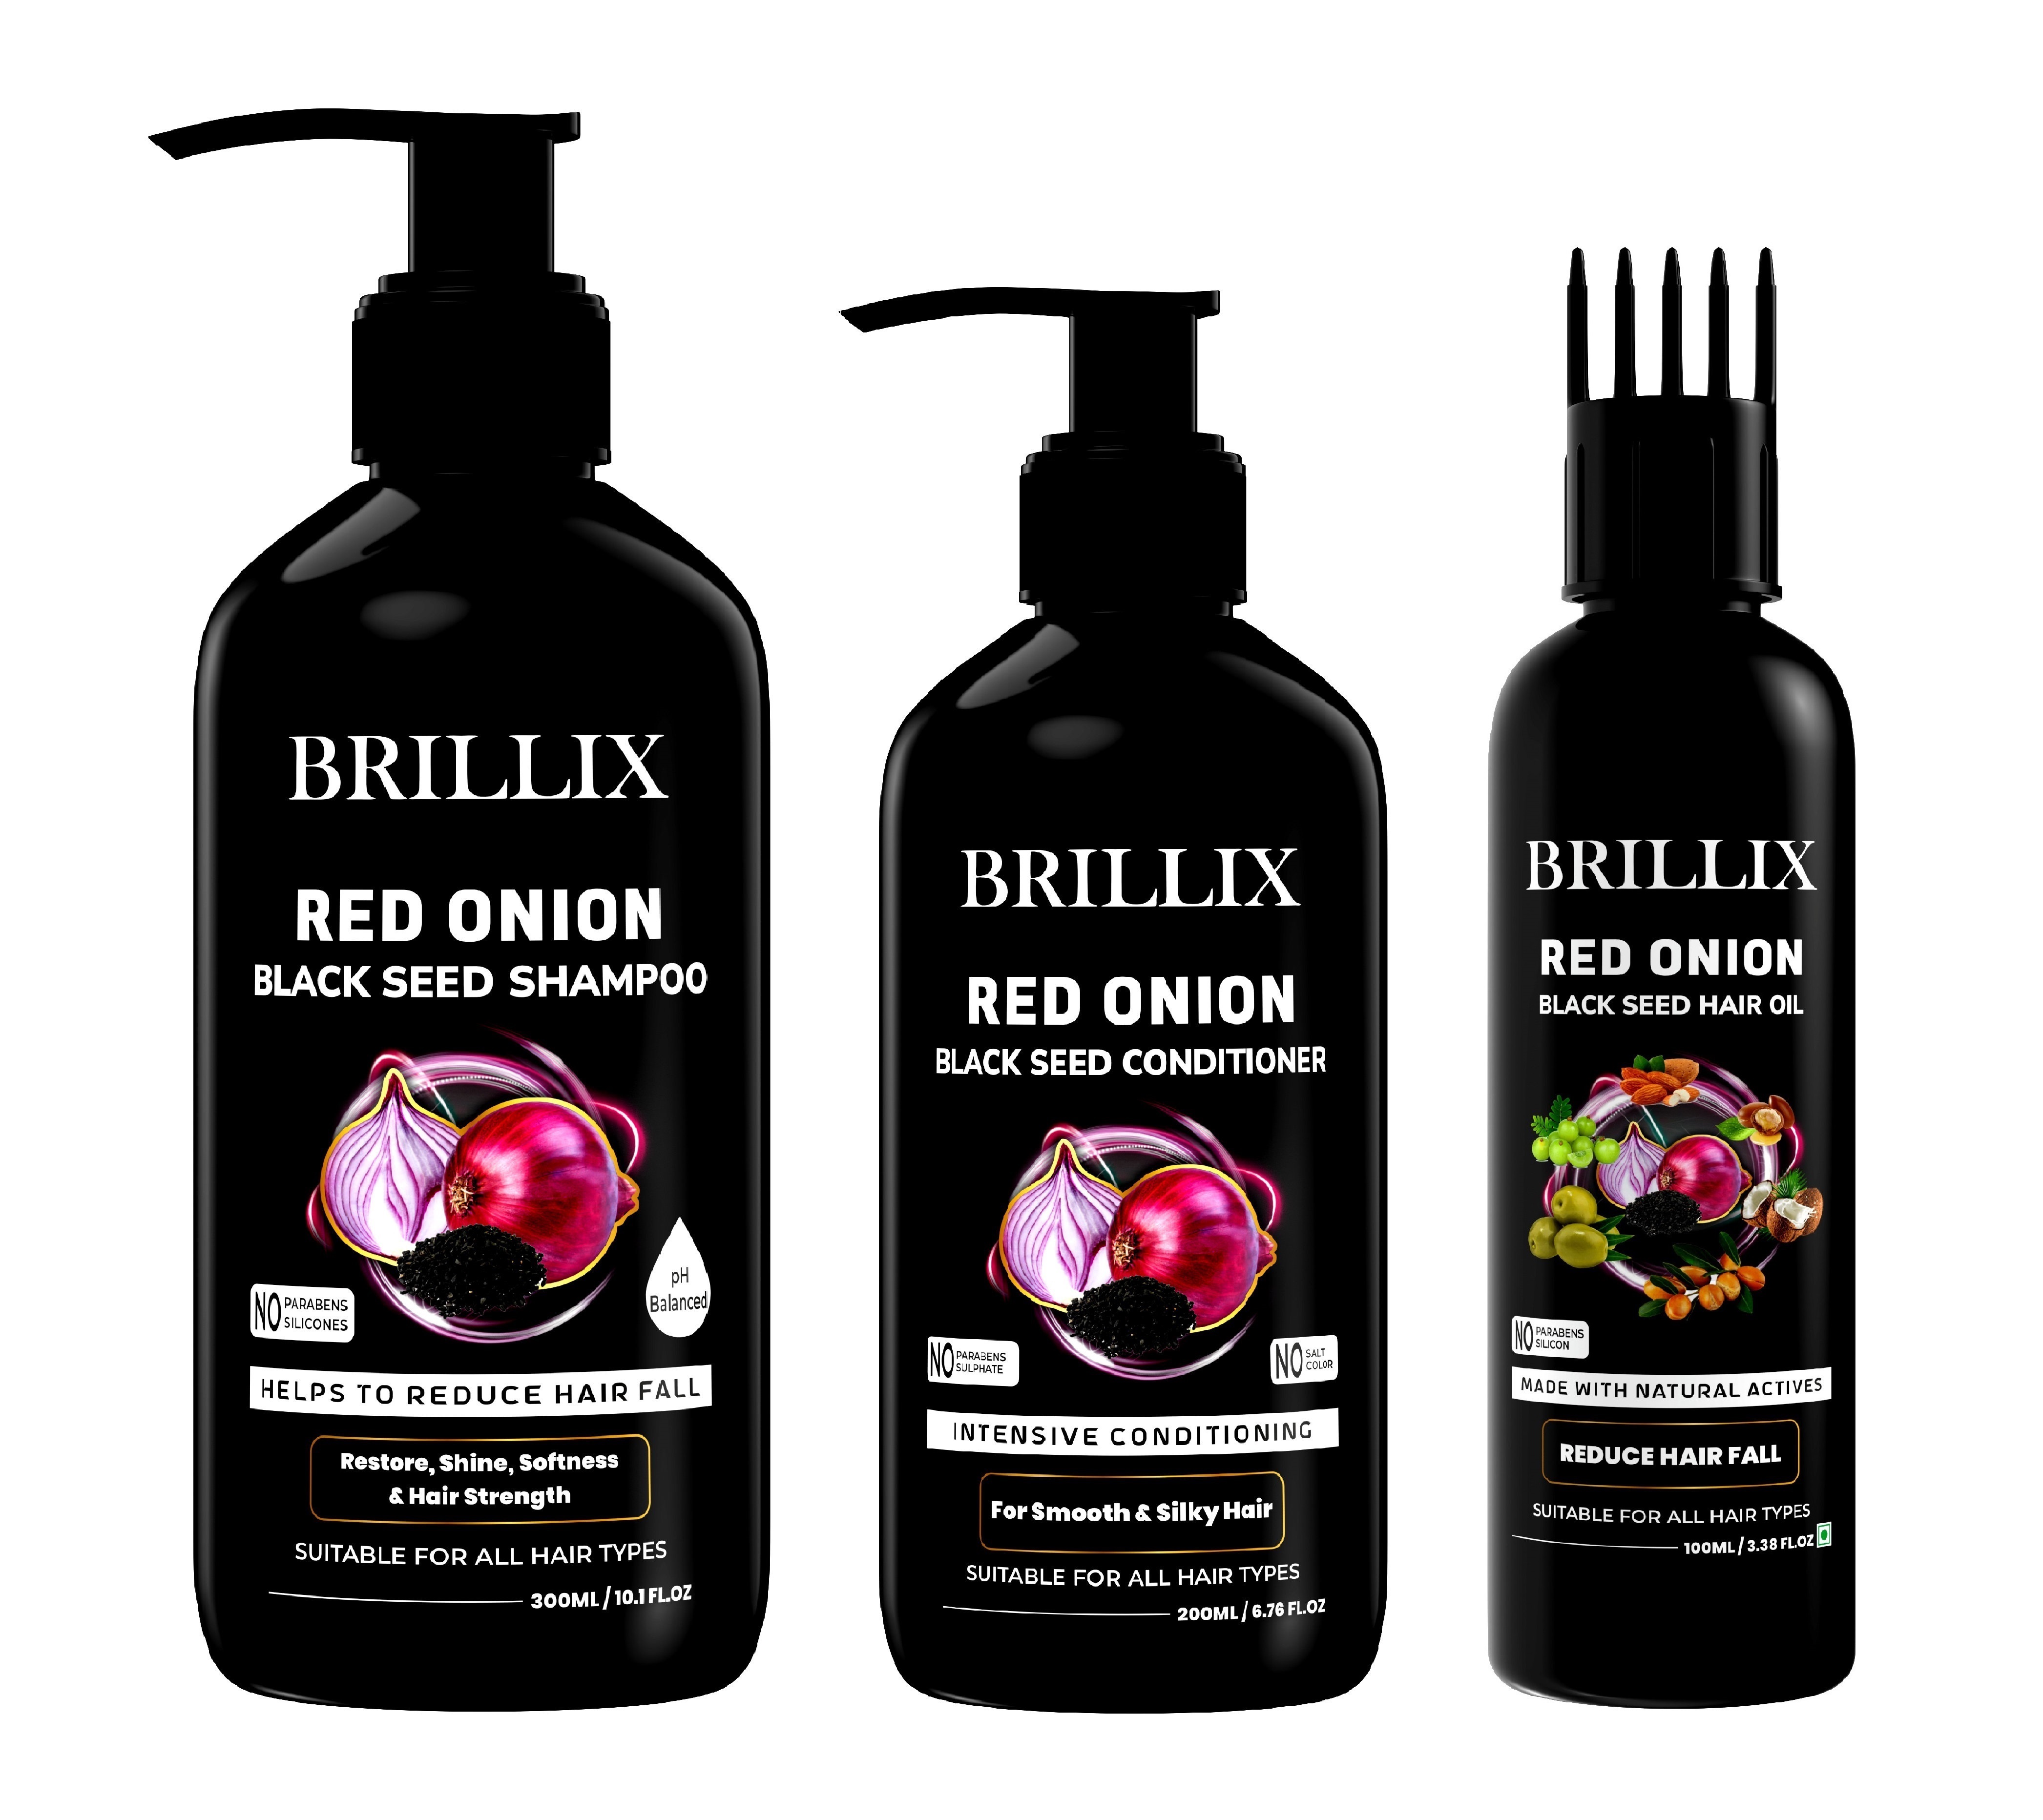 BRILLIX
RED ONION
BLACK SEED SHAMPOO
pH
Balanced
NO PARABENS
SILICONES
HELPS TO REDUCE HAIR FALL
Restore, Shine, Softness
& Hair Strength
SUITABLE FOR ALL HAIR TYPES
300ML / 10.1 FL.OZ
BRILLIX
RED ONION
BLACK SEED CONDITIONER
NO PARABENS
SULPHATE
NO SALT
COLOR
INTENSIVE CONDITIONING
For Smooth & Silky Hair
SUITABLE FOR ALL HAIR TYPES
200ML / 6.76 FL.OZ
BRILLIX
RED ONION
BLACK SEED HAIR OIL
NO PARABENS
SILICON
MADE WITH NATURAL ACTIVES
REDUCE HAIR FALL
SUITABLE FOR ALL HAIR TYPES
100ML / 3.38 FL.OZ